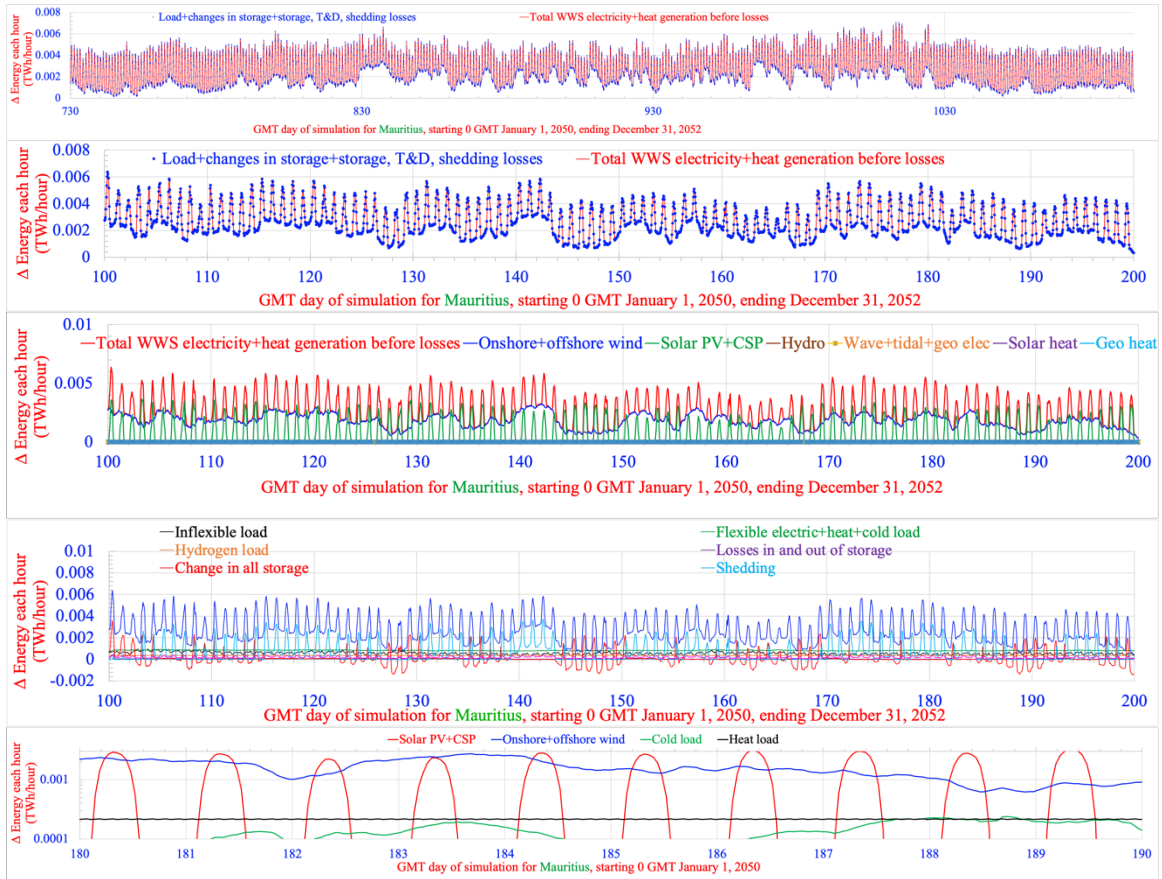 Load+changes in storage+storage, T&D, shedding losses
Total WWS electricity+heat generation before losses
Δ Energy each hour
(TWh/hour)
0.008
0.006
0.004
0.002
0
730 830 930 1030
GMT day of simulation for Mauritius, starting 0 GMT January 1, 2050, ending December 31, 2052
Load+changes in storage+storage, T&D, shedding losses
Total WWS electricity+heat generation before losses
Δ Energy each hour
(TWh/hour)
0.008
0.006
0.004
0.002
0
100 110 120 130 140 150 160 170 180 190 200
GMT day of simulation for Mauritius, starting 0 GMT January 1, 2050, ending December 31, 2052
Total WWS electricity+heat generation before losses Onshore+offshore wind Solar PV+CSP Hydro Wave+tidal+geo elec Solar heat Geo heat
Δ Energy each hour
(TWh/hour)
0.01
0.005
0
100 110 120 130 140 150 160 170 180 190 200
GMT day of simulation for Mauritius, starting 0 GMT January 1, 2050, ending December 31, 2052
Inflexible load Flexible electric+heat+cold load
Hydrogen load Losses in and out of storage
Change in all storage Shedding
Δ Energy each hour
(TWh/hour)
0.01
0.008
0.006
0.004
0.002
0
-0.002
100 110 120 130 140 150 160 170 180 190 200
GMT day of simulation for Mauritius, starting 0 GMT January 1, 2050, ending December 31, 2052
Solar PV+CSP Onshore+offshore wind Cold load Heat load
Δ Energy each hour
(TWh/hour)
0.001
0.0001
180 181 182 183 184 185 186 187 188 189 190
GMT day of simulation for Mauritius, starting 0 GMT January 1, 2050